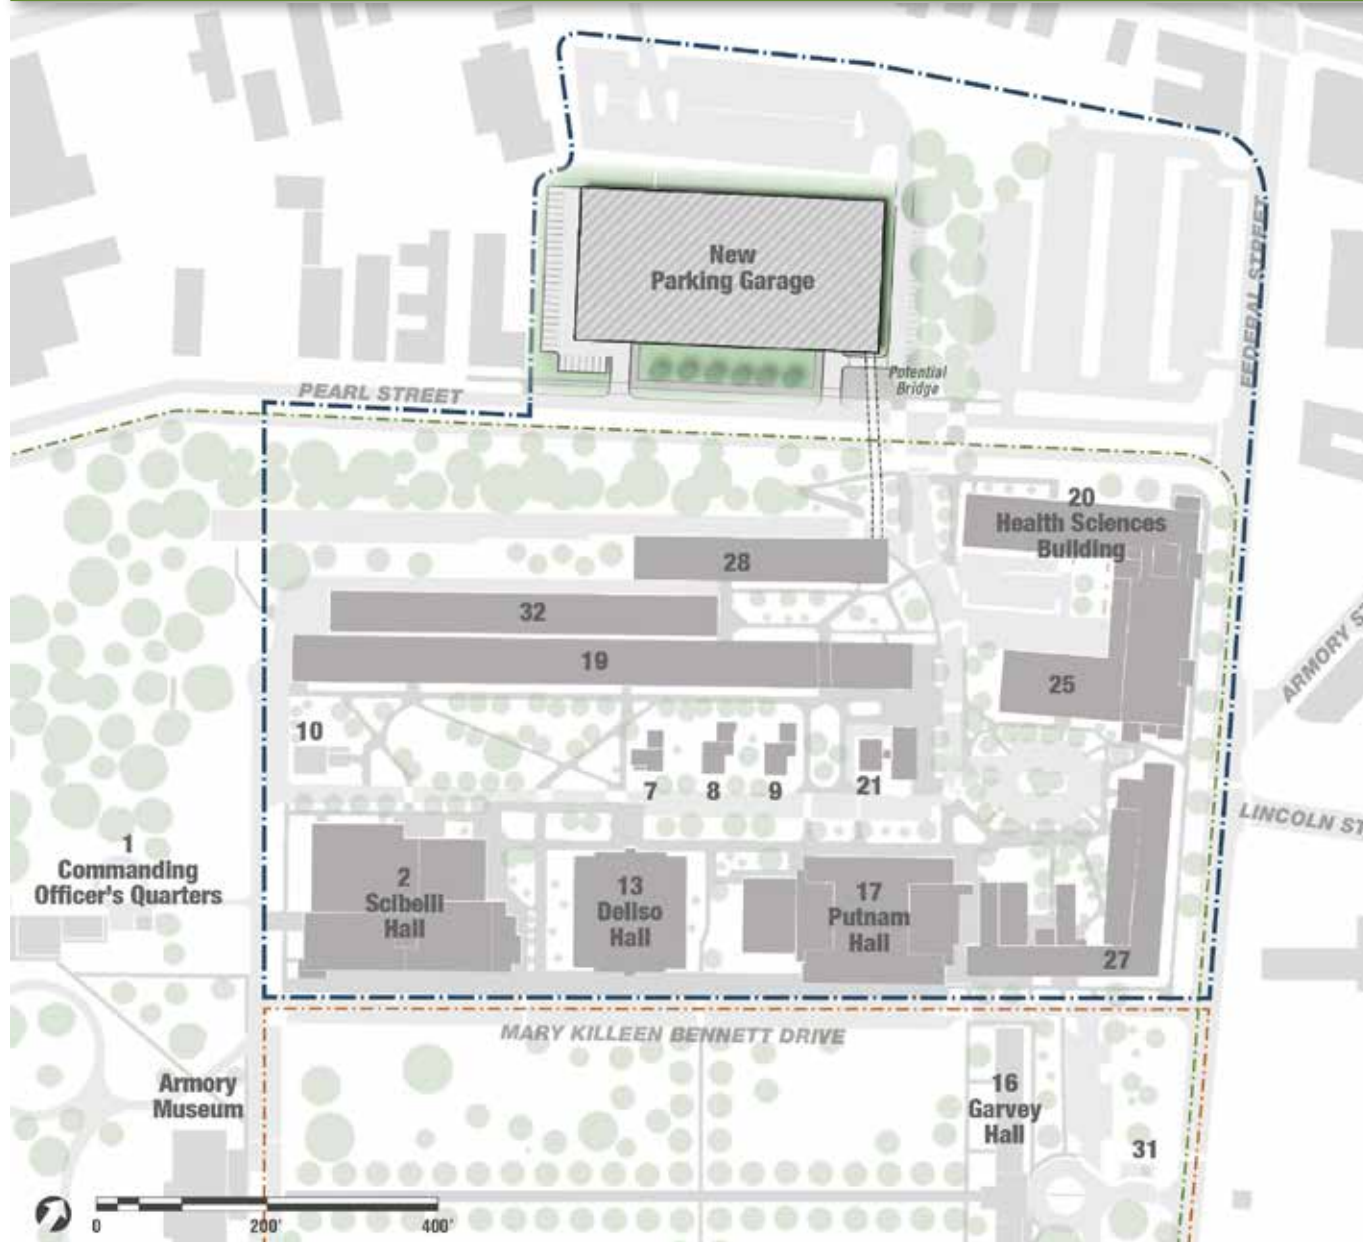 New
Parking Garage
FEDERAL STREET
Potential
Bridge
PEARL STREET
20
Health Sciences
Building
28
32
19
25
ARMORY S
10
7
8
9
21
LINCOLN ST
1
Commanding
Officer's Quarters
2
Scibelli
Hall
13
Deliso
Hall
17
Putnam
Hall
27
MARY KILLEEN BENNETT DRIVE
Armory
Museum
16
Garvey
Hall
31
0
200'
400'